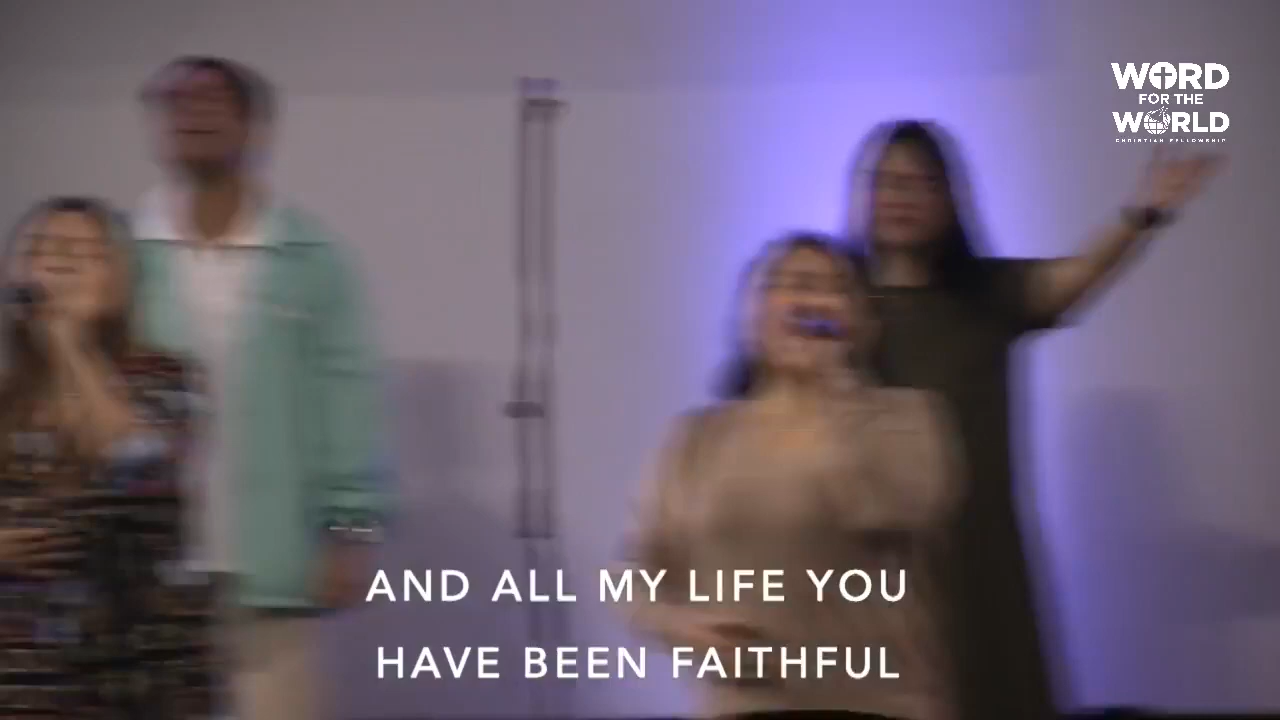 WORD
FOR THE
WORLD
CHRISTIAN FELLOWSHIP
AND ALL MY LIFE YOU
HAVE BEEN FAITHFUL